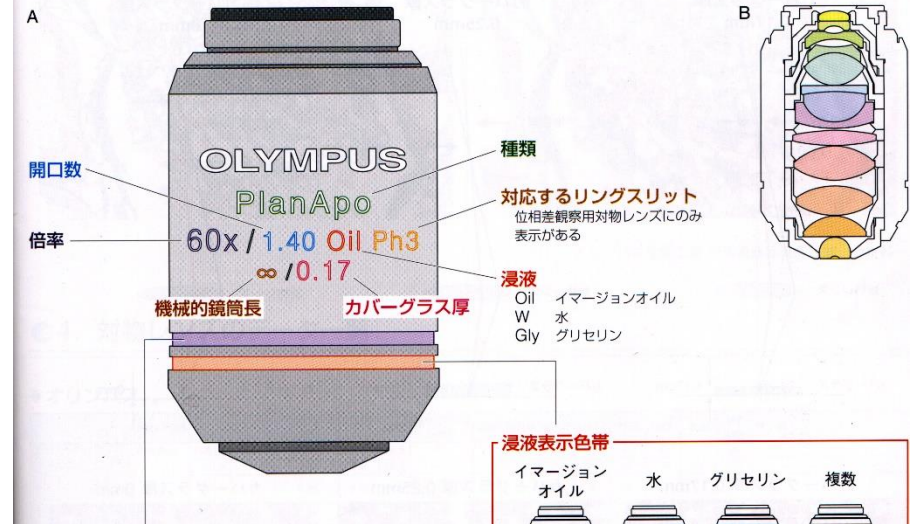 A
B
OLYMPUS
PlanApo
60x / 1.40 Oil Ph3
∞ / 0.17
開口数
倍率
機械的鏡筒長
カバーグラス厚
種類
対応するリングスリット
位相差観察用対物レンズにのみ
表示がある
浸液
Oil イマージョンオイル
W 水
Gly グリセリン
浸液表示色帯
イマージョン
オイル
水
グリセリン
複数